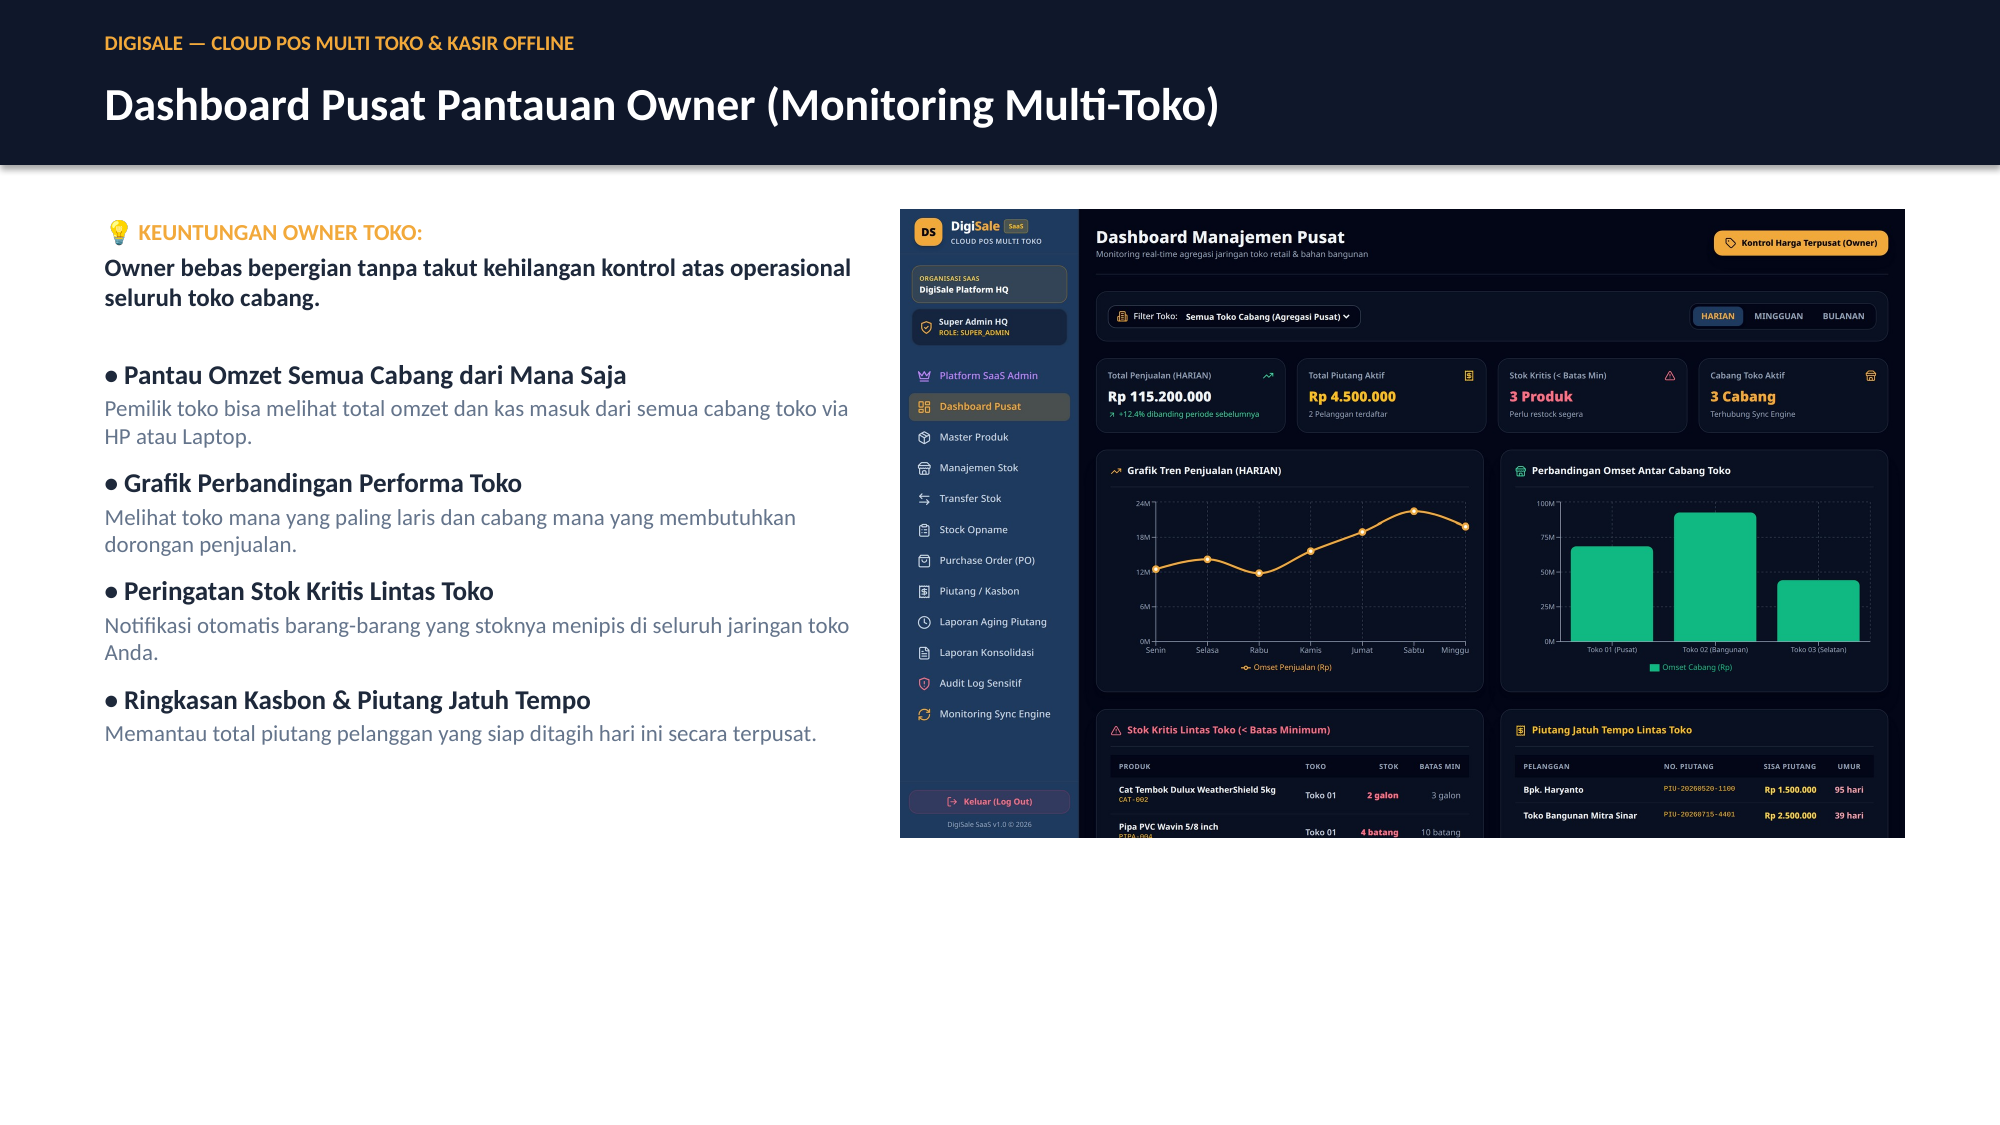 DIGISALE — CLOUD POS MULTI TOKO & KASIR OFFLINE
Dashboard Pusat Pantauan Owner (Monitoring Multi-Toko)
💡 KEUNTUNGAN OWNER TOKO:
Owner bebas bepergian tanpa takut kehilangan kontrol atas operasional
seluruh toko cabang.
● Pantau Omzet Semua Cabang dari Mana Saja
Pemilik toko bisa melihat total omzet dan kas masuk dari semua cabang toko via
HP atau Laptop.
● Grafik Perbandingan Performa Toko
Melihat toko mana yang paling laris dan cabang mana yang membutuhkan
dorongan penjualan.
● Peringatan Stok Kritis Lintas Toko
Notifikasi otomatis barang-barang yang stoknya menipis di seluruh jaringan toko
Anda.
● Ringkasan Kasbon & Piutang Jatuh Tempo
Memantau total piutang pelanggan yang siap ditagih hari ini secara terpusat.
DS DigiSale SaaS
CLOUD POS MULTI TOKO
ORGANISASI SAAS
DigiSale Platform HQ
Super Admin HQ
ROLE: SUPER_ADMIN
Platform SaaS Admin
Dashboard Pusat
Master Produk
Manajemen Stok
Transfer Stok
Stock Opname
Purchase Order (PO)
Piutang / Kasbon
Laporan Aging Piutang
Laporan Konsolidasi
Audit Log Sensitif
Monitoring Sync Engine
Keluar (Log Out)
DigiSale SaaS v1.0 © 2026
Dashboard Manajemen Pusat
Monitoring real-time agregasi jaringan toko retail & bahan bangunan
Kontrol Harga Terpusat (Owner)
Filter Toko: Semua Toko Cabang (Agregasi Pusat)
HARIAN MINGGUAN BULANAN
Total Penjualan (HARIAN)
Rp 115.200.000
+12.4% dibanding periode sebelumnya
Total Piutang Aktif
Rp 4.500.000
2 Pelanggan terdaftar
Stok Kritis (< Batas Min)
3 Produk
Perlu restock segera
Cabang Toko Aktif
3 Cabang
Terhubung Sync Engine
Grafik Tren Penjualan (HARIAN)
24M
18M
12M
6M
0M
Senin Selasa Rabu Kamis Jumat Sabtu Minggu
Omset Penjualan (Rp)
Perbandingan Omset Antar Cabang Toko
100M
75M
50M
25M
0M
Toko 01 (Pusat) Toko 02 (Bangunan) Toko 03 (Selatan)
Omset Cabang (Rp)
Stok Kritis Lintas Toko (< Batas Minimum)
PRODUK TOKO STOK BATAS MIN
Cat Tembok Dulux WeatherShield 5kg Toko 01 2 galon 3 galon
CAT-002
Pipa PVC Wavin 5/8 inch Toko 01 4 batang 10 batang
PIPA-004
Piutang Jatuh Tempo Lintas Toko
PELANGGAN NO. PIUTANG SISA PIUTANG UMUR
Bpk. Haryanto PIU-20260520-1100 Rp 1.500.000 95 hari
Toko Bangunan Mitra Sinar PIU-20260715-4401 Rp 2.500.000 39 hari